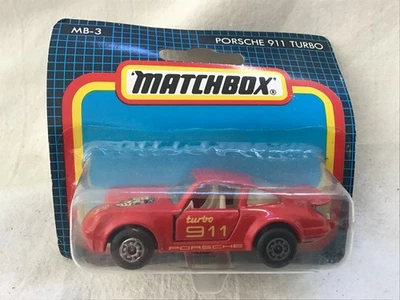 MB-3
PORSCHE 911 TURBO
MATCHBOX®
turbo
911
PORSCHE